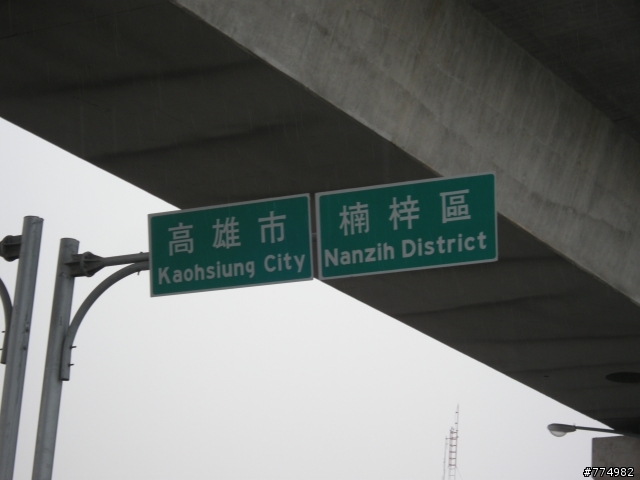 高雄市
Kaohsiung City
楠梓區
Nanzih District
#774982